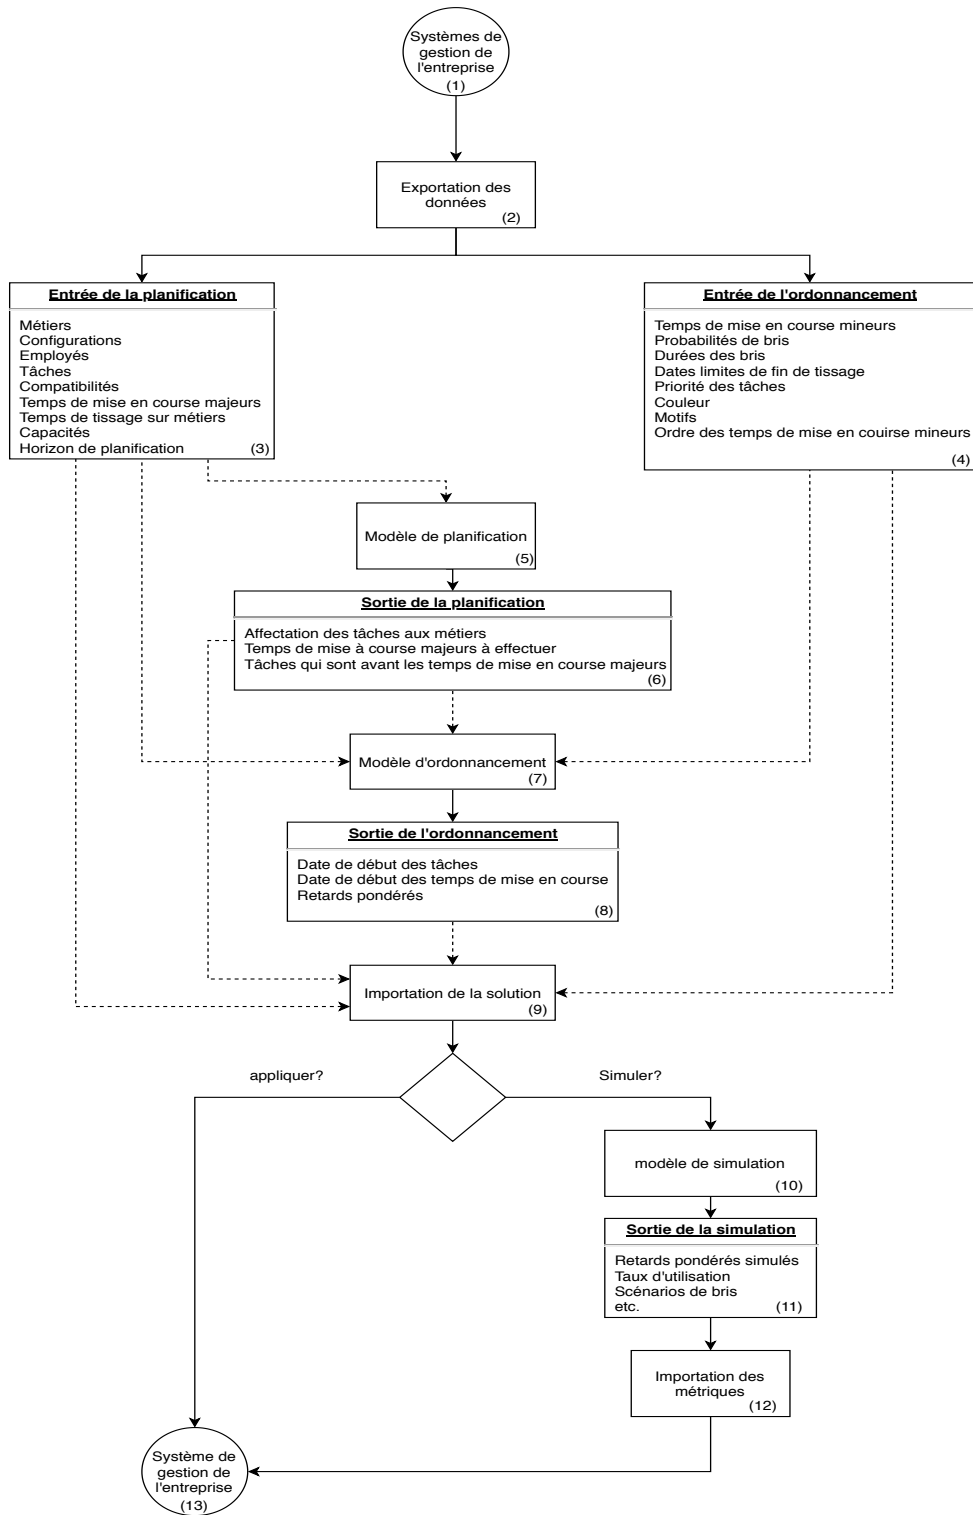 Systèmes de
gestion de
l'entreprise
(1)
Exportation des
données
(2)
Entrée de la planification
Métiers
Configurations
Employés
Tâches
Compatibilités
Temps de mise en course majeurs
Temps de tissage sur métiers
Capacités
Horizon de planification
(3)
Entrée de l'ordonnancement
Temps de mise en course mineurs
Probabilités de bris
Durées des bris
Dates limites de fin de tissage
Priorité des tâches
Couleur
Motifs
Ordre des temps de mise en couirse mineurs
(4)
Modèle de planification
(5)
Sortie de la planification
Affectation des tâches aux métiers
Temps de mise à course majeurs à effectuer
Tâches qui sont avant les temps de mise en course majeurs
(6)
Modèle d'ordonnancement
(7)
Sortie de l'ordonnancement
Date de début des tâches
Date de début des temps de mise en course
Retards pondérés
(8)
Importation de la solution
(9)
appliquer?
Simuler?
modèle de simulation
(10)
Sortie de la simulation
Retards pondérés simulés
Taux d'utilisation
Scénarios de bris
etc.
(11)
Importation des
métriques
(12)
Système de
gestion de
l'entreprise
(13)